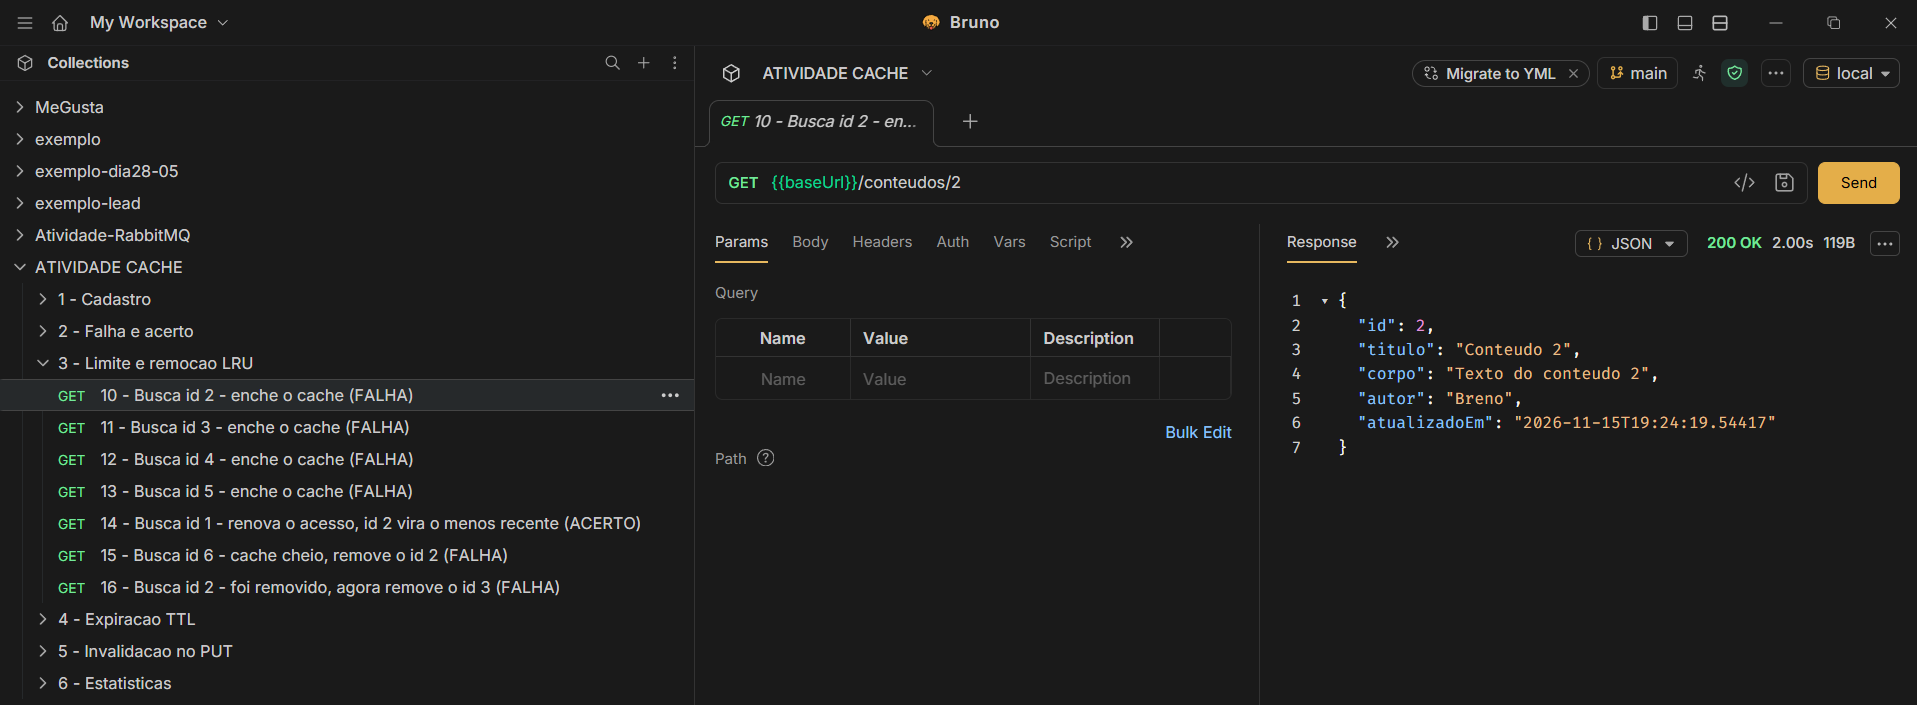 My Workspace
Bruno
Collections
MeGusta
exemplo
exemplo-dia28-05
exemplo-lead
Atividade-RabbitMQ
ATIVIDADE CACHE
1 - Cadastro
2 - Falha e acerto
3 - Limite e remocao LRU
GET 10 - Busca id 2 - enche o cache (FALHA)
GET 11 - Busca id 3 - enche o cache (FALHA)
GET 12 - Busca id 4 - enche o cache (FALHA)
GET 13 - Busca id 5 - enche o cache (FALHA)
GET 14 - Busca id 1 - renova o acesso, id 2 vira o menos recente (ACERTO)
GET 15 - Busca id 6 - cache cheio, remove o id 2 (FALHA)
GET 16 - Busca id 2 - foi removido, agora remove o id 3 (FALHA)
4 - Expiracao TTL
5 - Invalidacao no PUT
6 - Estatisticas
ATIVIDADE CACHE
Migrate to YML
main
local
GET 10 - Busca id 2 - en...
GET {{baseUrl}}/conteudos/2
Send
Params Body Headers Auth Vars Script
Query
Name Value Description
Name Value Description
Bulk Edit
Path
Response
{ } JSON
200 OK 2.00s 119B
1 {
2 "id": 2,
3 "titulo": "Conteudo 2",
4 "corpo": "Texto do conteudo 2",
5 "autor": "Breno",
6 "atualizadoEm": "2026-11-15T19:24:19.54417"
7 }